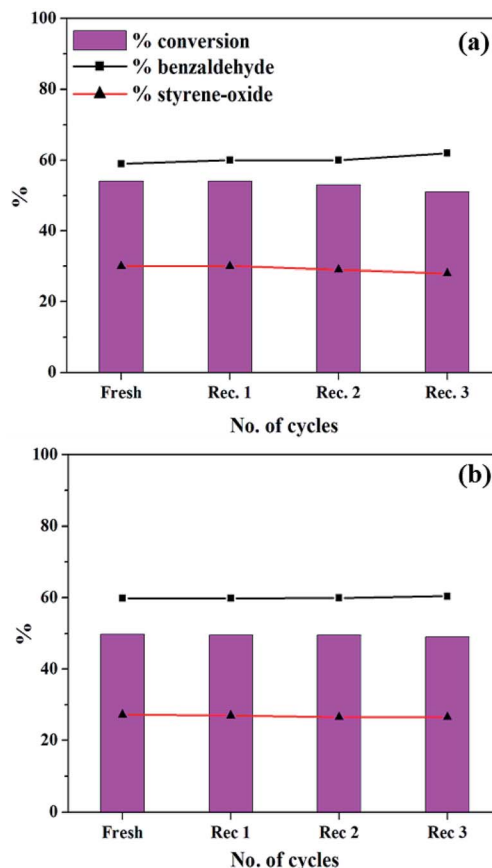 100
80
60
40
20
0
%
% conversion
% benzaldehyde
% styrene-oxide
(a)
Fresh Rec. 1 Rec. 2 Rec. 3
No. of cycles
100
80
60
40
20
0
%
(b)
Fresh Rec 1 Rec 2 Rec 3
No. of cycles